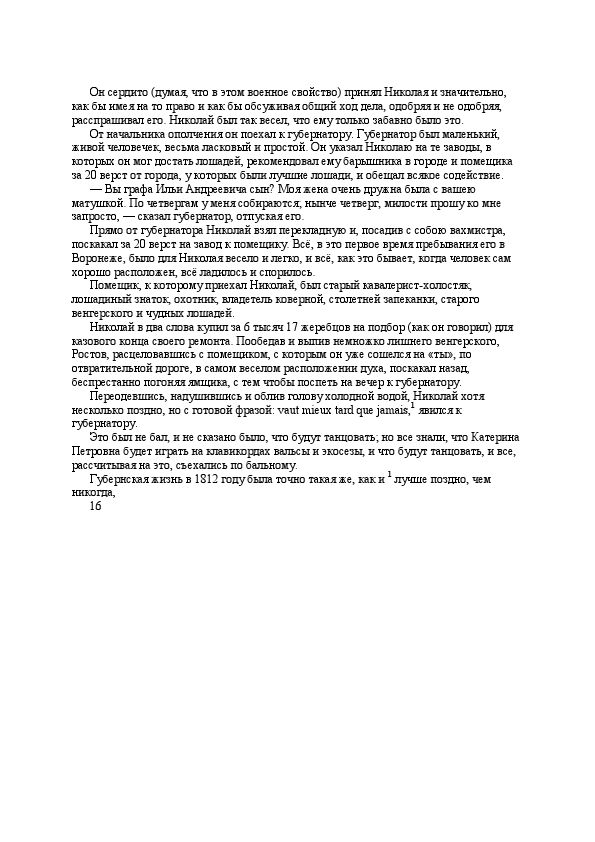 Он сердито (думая, что в этом военное свойство) принял Николая и значительно,
как бы имея на то право и как бы обсуживая общий ход дела, одобряя и не одобряя,
расспрашивал его. Николай был так весел, что ему только забавно было это.
От начальника ополчения он поехал к губернатору. Губернатор был маленький,
живой человечек, весьма ласковый и простой. Он указал Николаю на те заводы, в
которых он мог достать лошадей, рекомендовал ему барышника в городе и помещика
за 20 верст от города, у которых были лучшие лошади, и обещал всякое содействие.
— Вы графа Ильи Андреевича сын? Моя жена очень дружна была с вашею
матушкой. По четвергам у меня собираются; нынче четверг, милости прошу ко мне
запросто, — сказал губернатор, отпуская его.
Прямо от губернатора Николай взял перекладную и, посадив с собою вахмистра,
поскакал за 20 верст на завод к помещику. Всё, в это первое время пребывания его в
Воронеже, было для Николая весело и легко, и всё, как это бывает, когда человек сам
хорошо расположен, всё ладилось и спорилось.
Помещик, к которому приехал Николай, был старый кавалерист-холостяк,
лошадиный знаток, охотник, владетель коверной, столетней запеканки, старого
венгерского и чудных лошадей.
Николай в два слова купил за 6 тысяч 17 жеребцов на подбор (как он говорил) для
казового конца своего ремонта. Пообедав и выпив немножко лишнего венгерского,
Ростов, расцеловавшись с помещиком, с которым он уже сошелся на «ты», по
отвратительной дороге, в самом веселом расположении духа, поскакал назад,
беспрестанно погоняя ямщика, с тем чтобы поспеть на вечер к губернатору.
Переодевшись, надушившись и облив голову холодной водой, Николай хотя
несколько поздно, но с готовой фразой: vaut mieux tard que jamais,1 явился к
губернатору.
Это был не бал, и не сказано было, что будут танцовать; но все знали, что Катерина
Петровна будет играть на клавикордах вальсы и экосезы, и что будут танцовать, и все,
рассчитывая на это, съехались по бальному.
Губернская жизнь в 1812 году была точно такая же, как и 1 лучше поздно, чем
никогда,
16